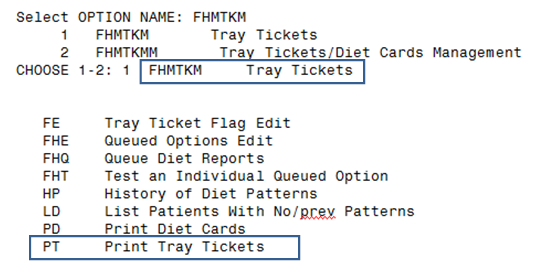 Select OPTION NAME: FHMTKM
1 FHMTKM Tray Tickets
2 FHMTKMM Tray Tickets/Diet Cards Management
CHOOSE 1-2: 1 FHMTKM Tray Tickets
FE Tray Ticket Flag Edit
FHE Queued Options Edit
FHQ Queue Diet Reports
FHT Test an Individual Queued Option
HP History of Diet Patterns
LD List Patients With No/prev Patterns
PD Print Diet Cards
PT Print Tray Tickets